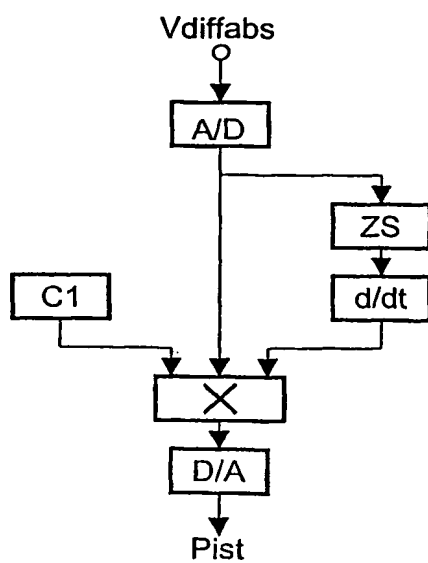 Vdiffabs
A/D
ZS
C1
d/dt
X
D/A
Pist